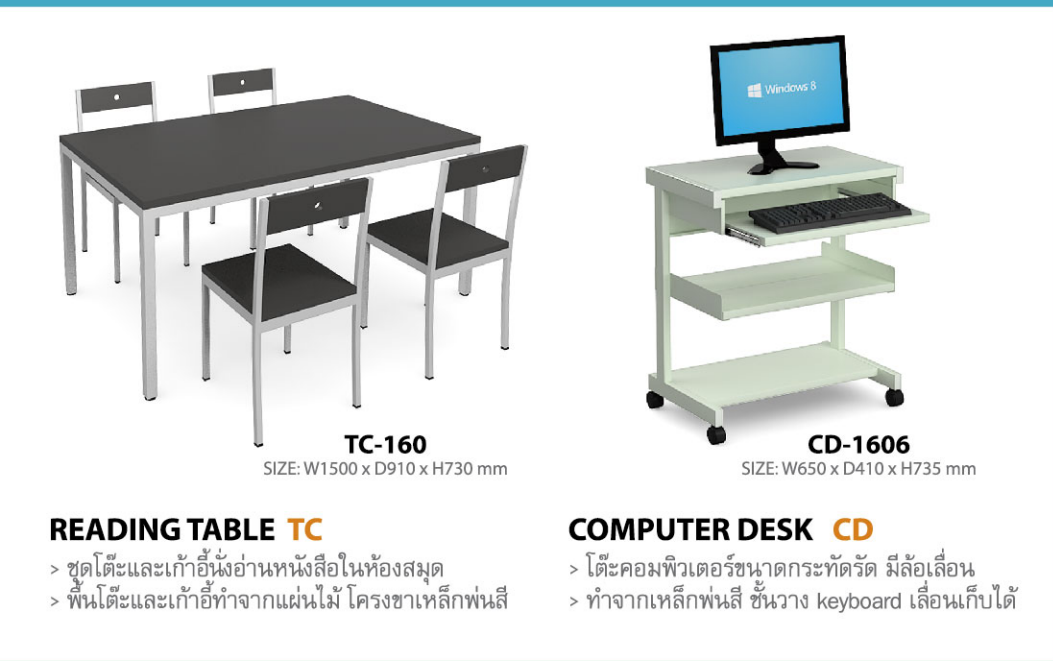 Windows 8
TC-160
SIZE: W1500 x D910 x H730 mm
CD-1606
SIZE: W650 x D410 x H735 mm
READING TABLE TC
> ชุดโต๊ะและเก้าอี้นั่งอ่านหนังสือในห้องสมุด
> พื้นโต๊ะและเก้าอี้ทำจากแผ่นไม้ โครงขาเหล็กพ่นสี
COMPUTER DESK CD
> โต๊ะคอมพิวเตอร์ขนาดกระทัดรัด มีล้อเลื่อน
> ทำจากเหล็กพ่นสี ชั้นวาง keyboard เลื่อนเก็บได้